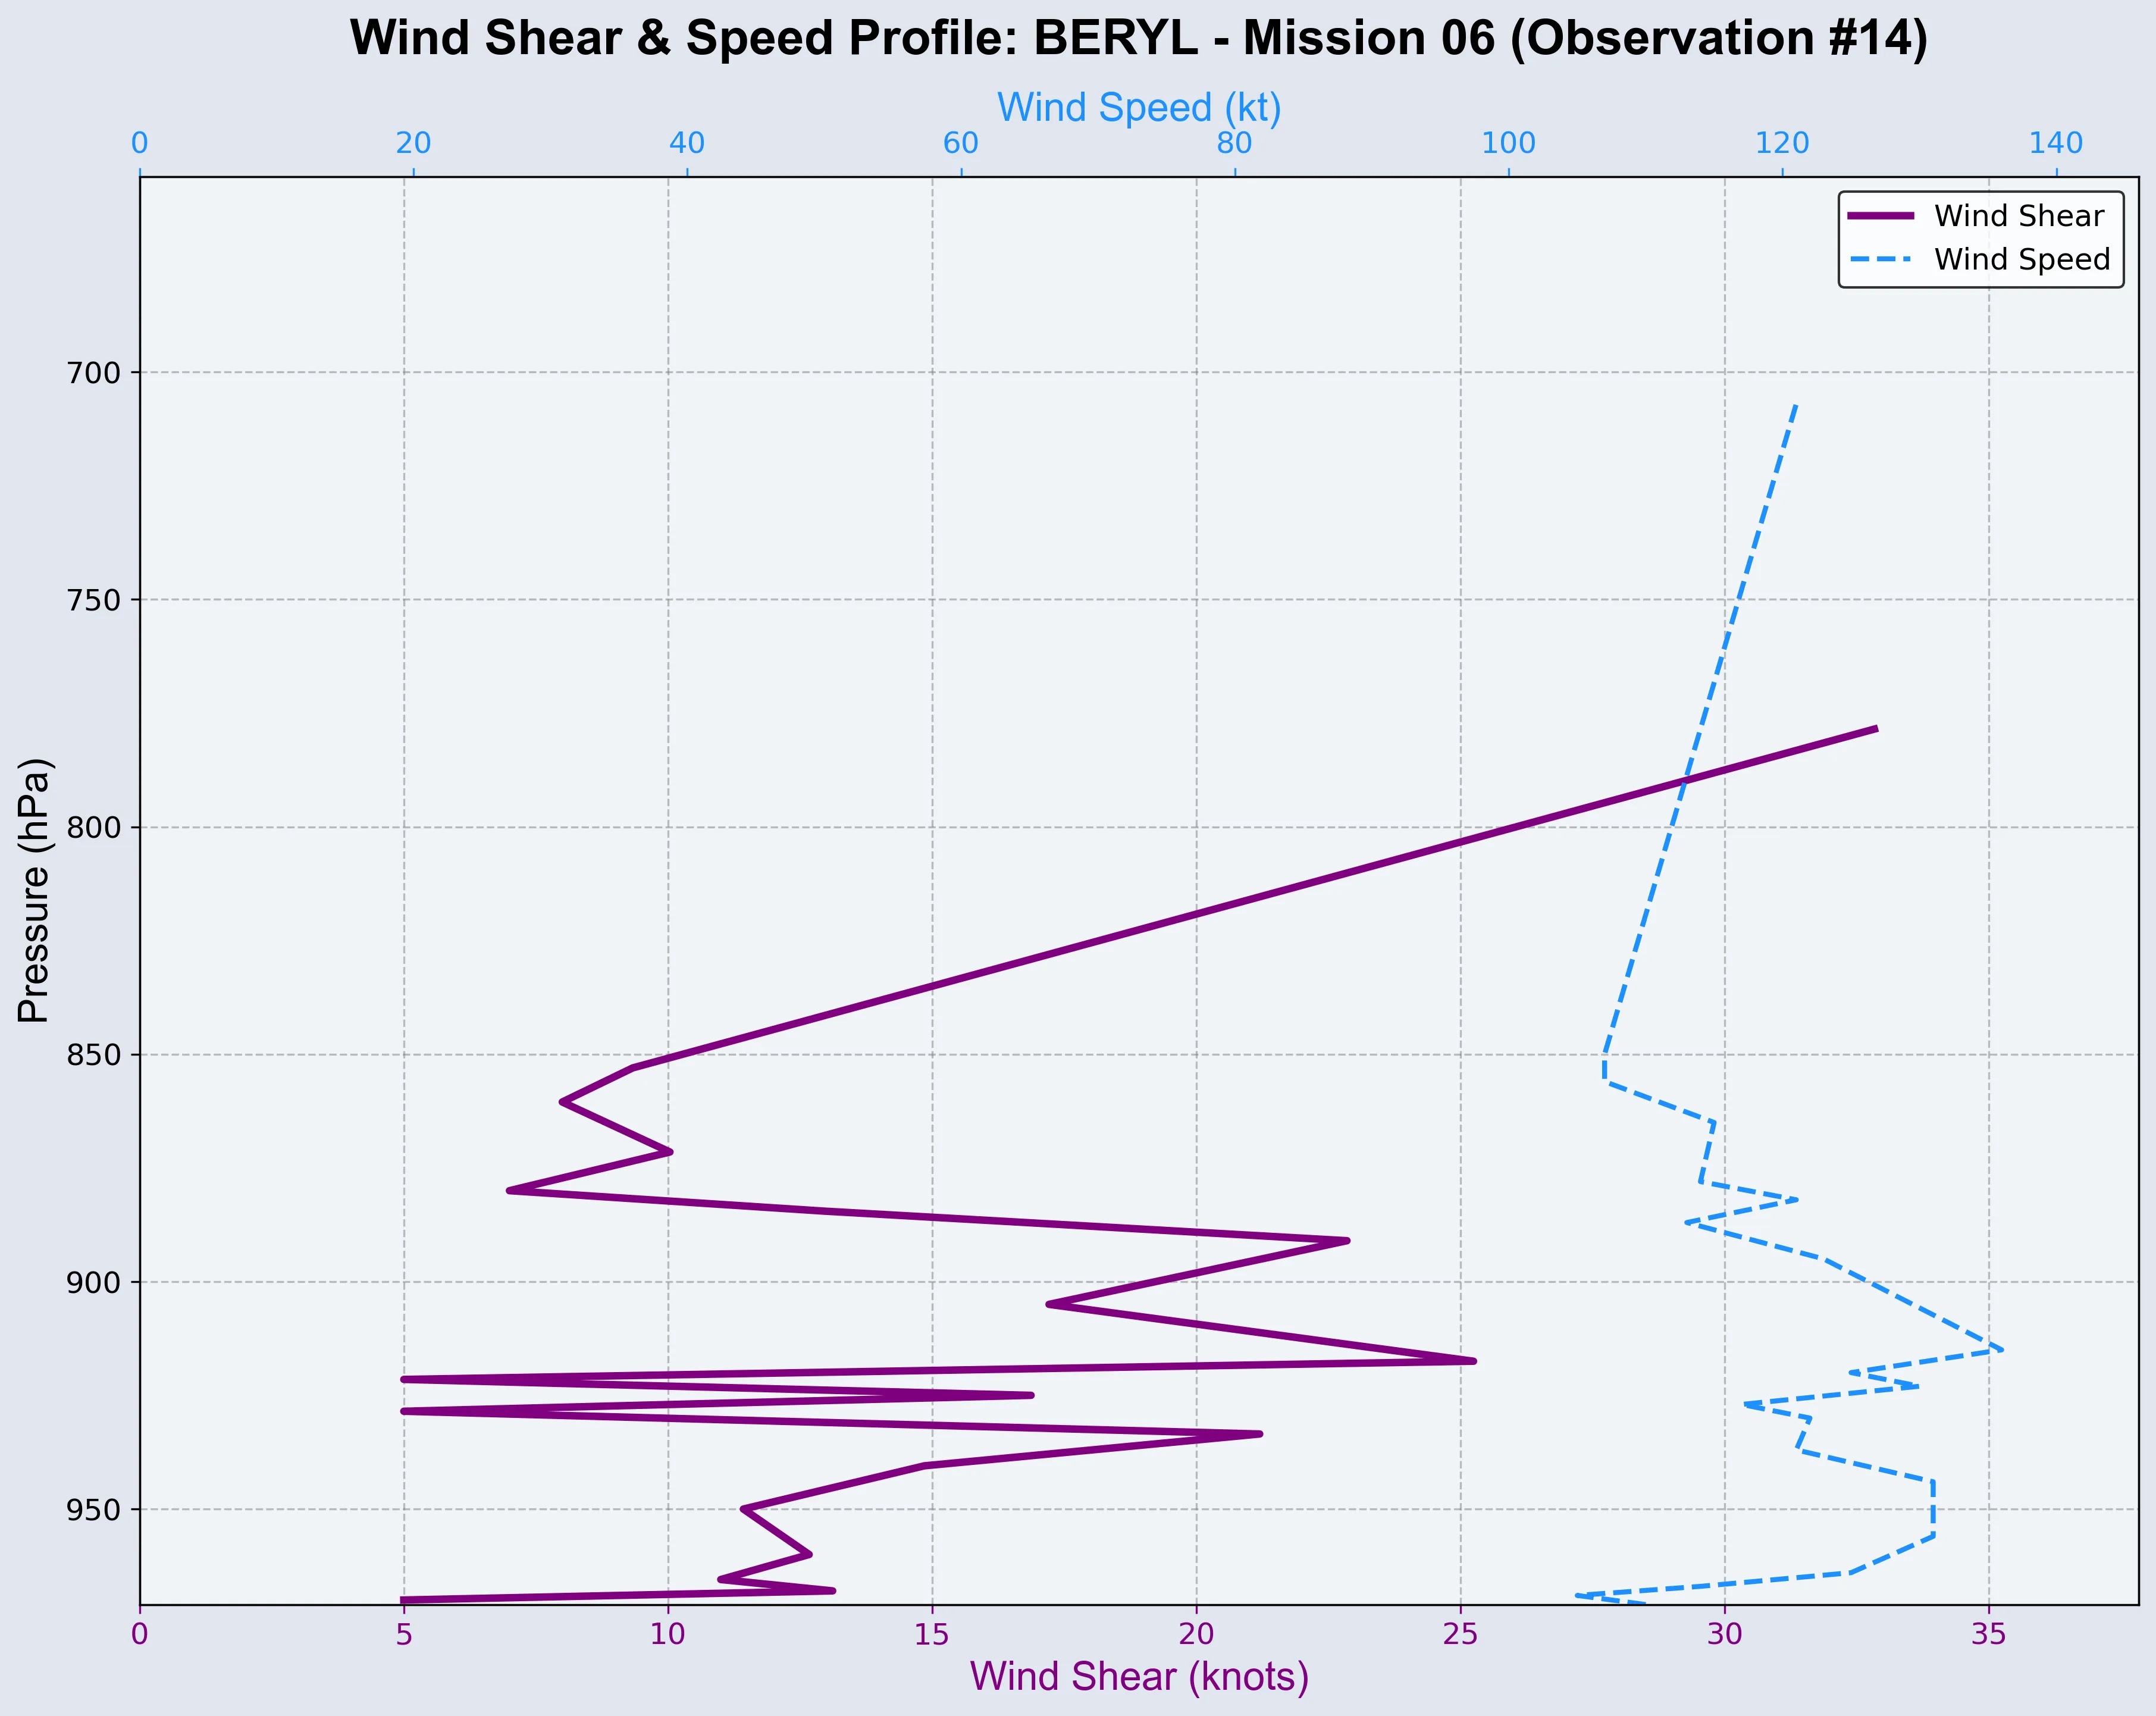 Wind Shear & Speed Profile: BERYL - Mission 06 (Observation #14)
Wind Speed (kt)
0 20 40 60 80 100 120 140
Wind Shear
Wind Speed
Pressure (hPa)
700
750
800
850
900
950
0 5 10 15 20 25 30 35
Wind Shear (knots)